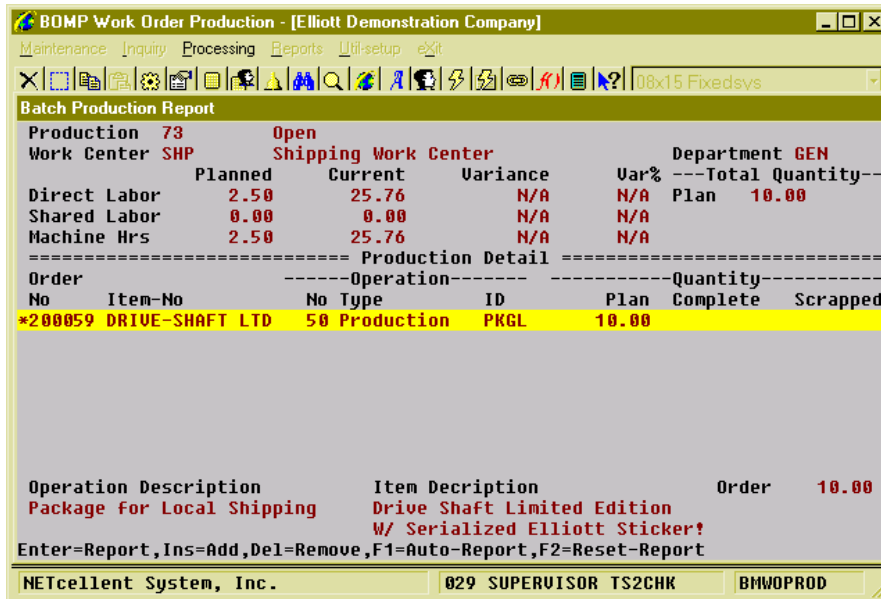 BOMP Work Order Production - [Elliott Demonstration Company]
Maintenance Inquiry Processing Reports Util-setup eXit
08x15 Fixedsys
Batch Production Report
Production 73 Open
Work Center SHP Shipping Work Center Department GEN
Planned Current Variance Var% ---Total Quantity--
Direct Labor 2.50 25.76 N/A N/A Plan 10.00
Shared Labor 0.00 0.00 N/A N/A
Machine Hrs 2.50 25.76 N/A N/A
============================= Production Detail =============================
Order ------Operation------- -----------Quantity-----------
No Item-No No Type ID Plan Complete Scrapped
*200059 DRIVE-SHAFT LTD 50 Production PKGL 10.00
Operation Description Item Decription Order 10.00
Package for Local Shipping Drive Shaft Limited Edition
W/ Serialized Elliott Sticker!
Enter=Report,Ins=Add,Del=Remove,F1=Auto-Report,F2=Reset-Report
NETcellent System, Inc. 029 SUPERVISOR TS2CHK BMWOPROD